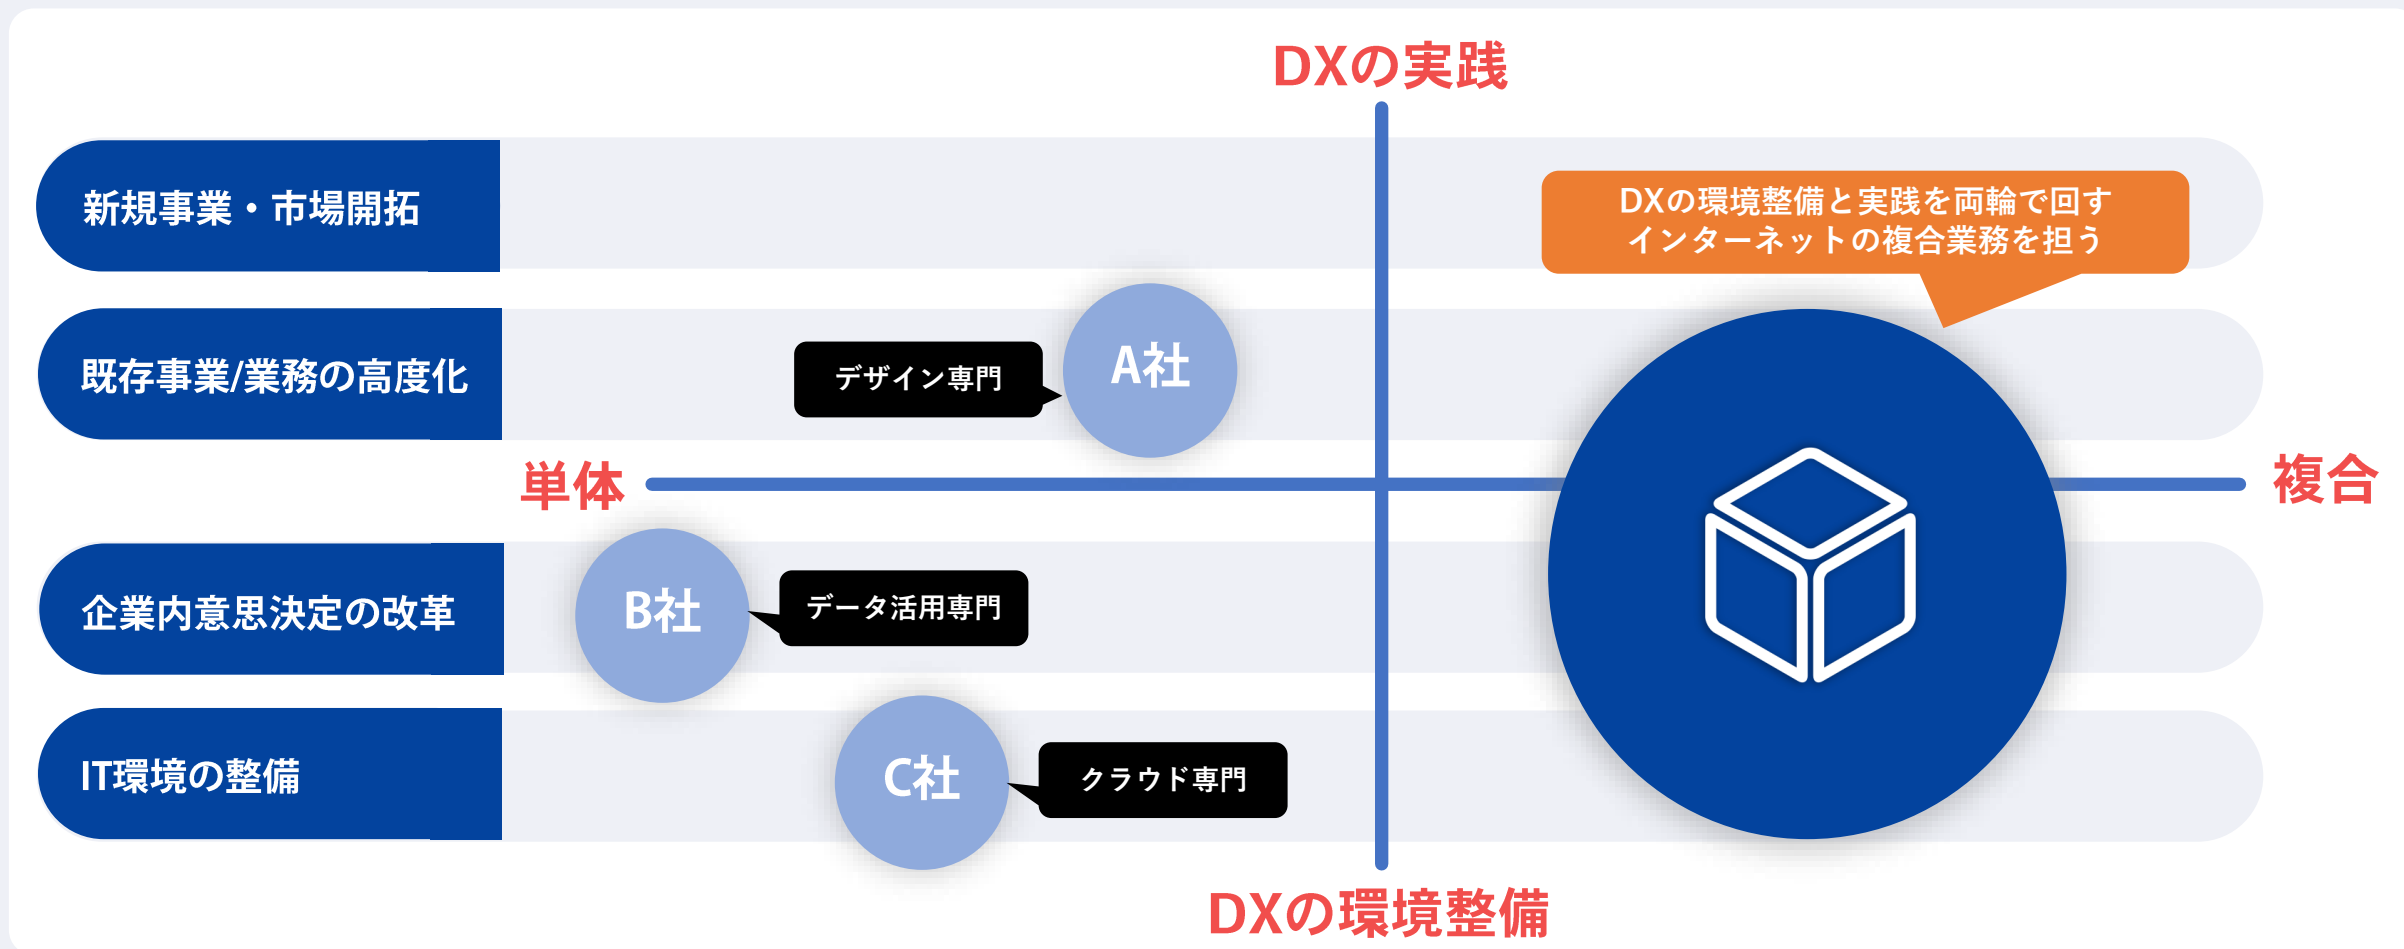 DXの実践
新規事業・市場開拓
DXの環境整備と実践を両輪で回す
インターネットの複合業務を担う
既存事業/業務の高度化
デザイン専門
A社
単体
複合
企業内意思決定の改革
B社
データ活用専門
IT環境の整備
C社
クラウド専門
DXの環境整備